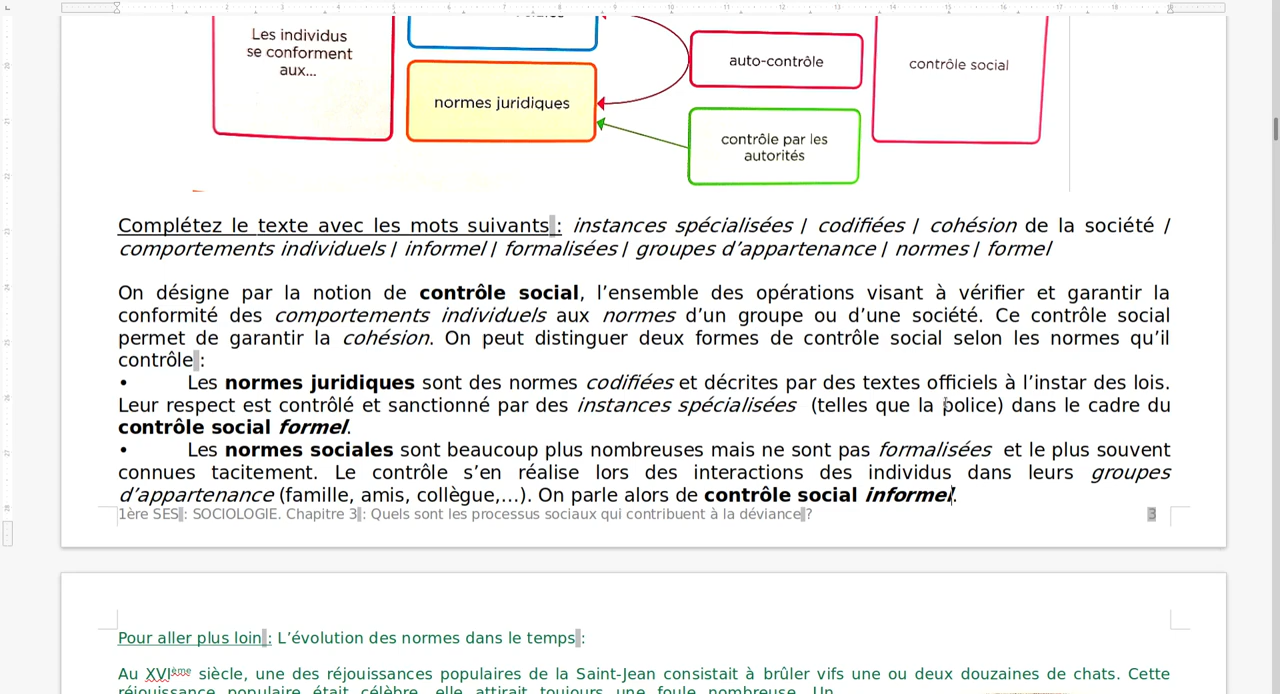 Les individus
se conforment
aux...
normes juridiques
auto-contrôle
contrôle par les
autorités
contrôle social
Complétez le texte avec les mots suivants : instances spécialisées / codifiées / cohésion de la société /
comportements individuels / informel / formalisées / groupes d’appartenance / normes / formel
On désigne par la notion de contrôle social, l’ensemble des opérations visant à vérifier et garantir la
conformité des comportements individuels aux normes d’un groupe ou d’une société. Ce contrôle social
permet de garantir la cohésion. On peut distinguer deux formes de contrôle social selon les normes qu’il
contrôle :
• Les normes juridiques sont des normes codifiées et décrites par des textes officiels à l’instar des lois.
Leur respect est contrôlé et sanctionné par des instances spécialisées (telles que la police) dans le cadre du
contrôle social formel.
• Les normes sociales sont beaucoup plus nombreuses mais ne sont pas formalisées et le plus souvent
connues tacitement. Le contrôle s’en réalise lors des interactions des individus dans leurs groupes
d’appartenance (famille, amis, collègue,…). On parle alors de contrôle social informel.
1ère SES : SOCIOLOGIE. Chapitre 3 : Quels sont les processus sociaux qui contribuent à la déviance ? 3
Pour aller plus loin : L’évolution des normes dans le temps :
Au XVIème siècle, une des réjouissances populaires de la Saint-Jean consistait à brûler vifs une ou deux douzaines de chats. Cette
réjouissance populaire était célèbre, elle attirait toujours une foule nombreuse. Un